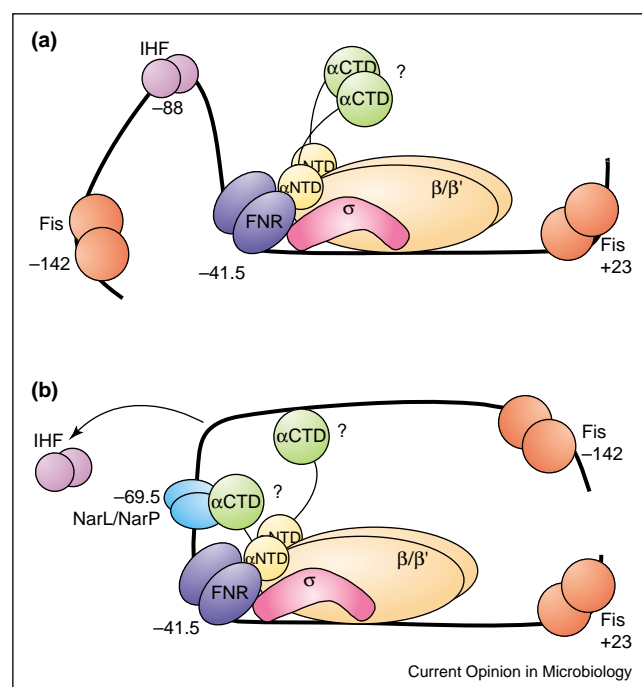 (a)
IHF
–88
αCTD
?
αCTD
NTD
αNTD
β/β'
σ
FNR
Fis
–142
–41.5
Fis
+23
(b)
IHF
αCTD
?
Fis
–142
–69.5
NarL/NarP
αCTD
?
NTD
αNTD
β/β'
σ
FNR
–41.5
Fis
+23
Current Opinion in Microbiology